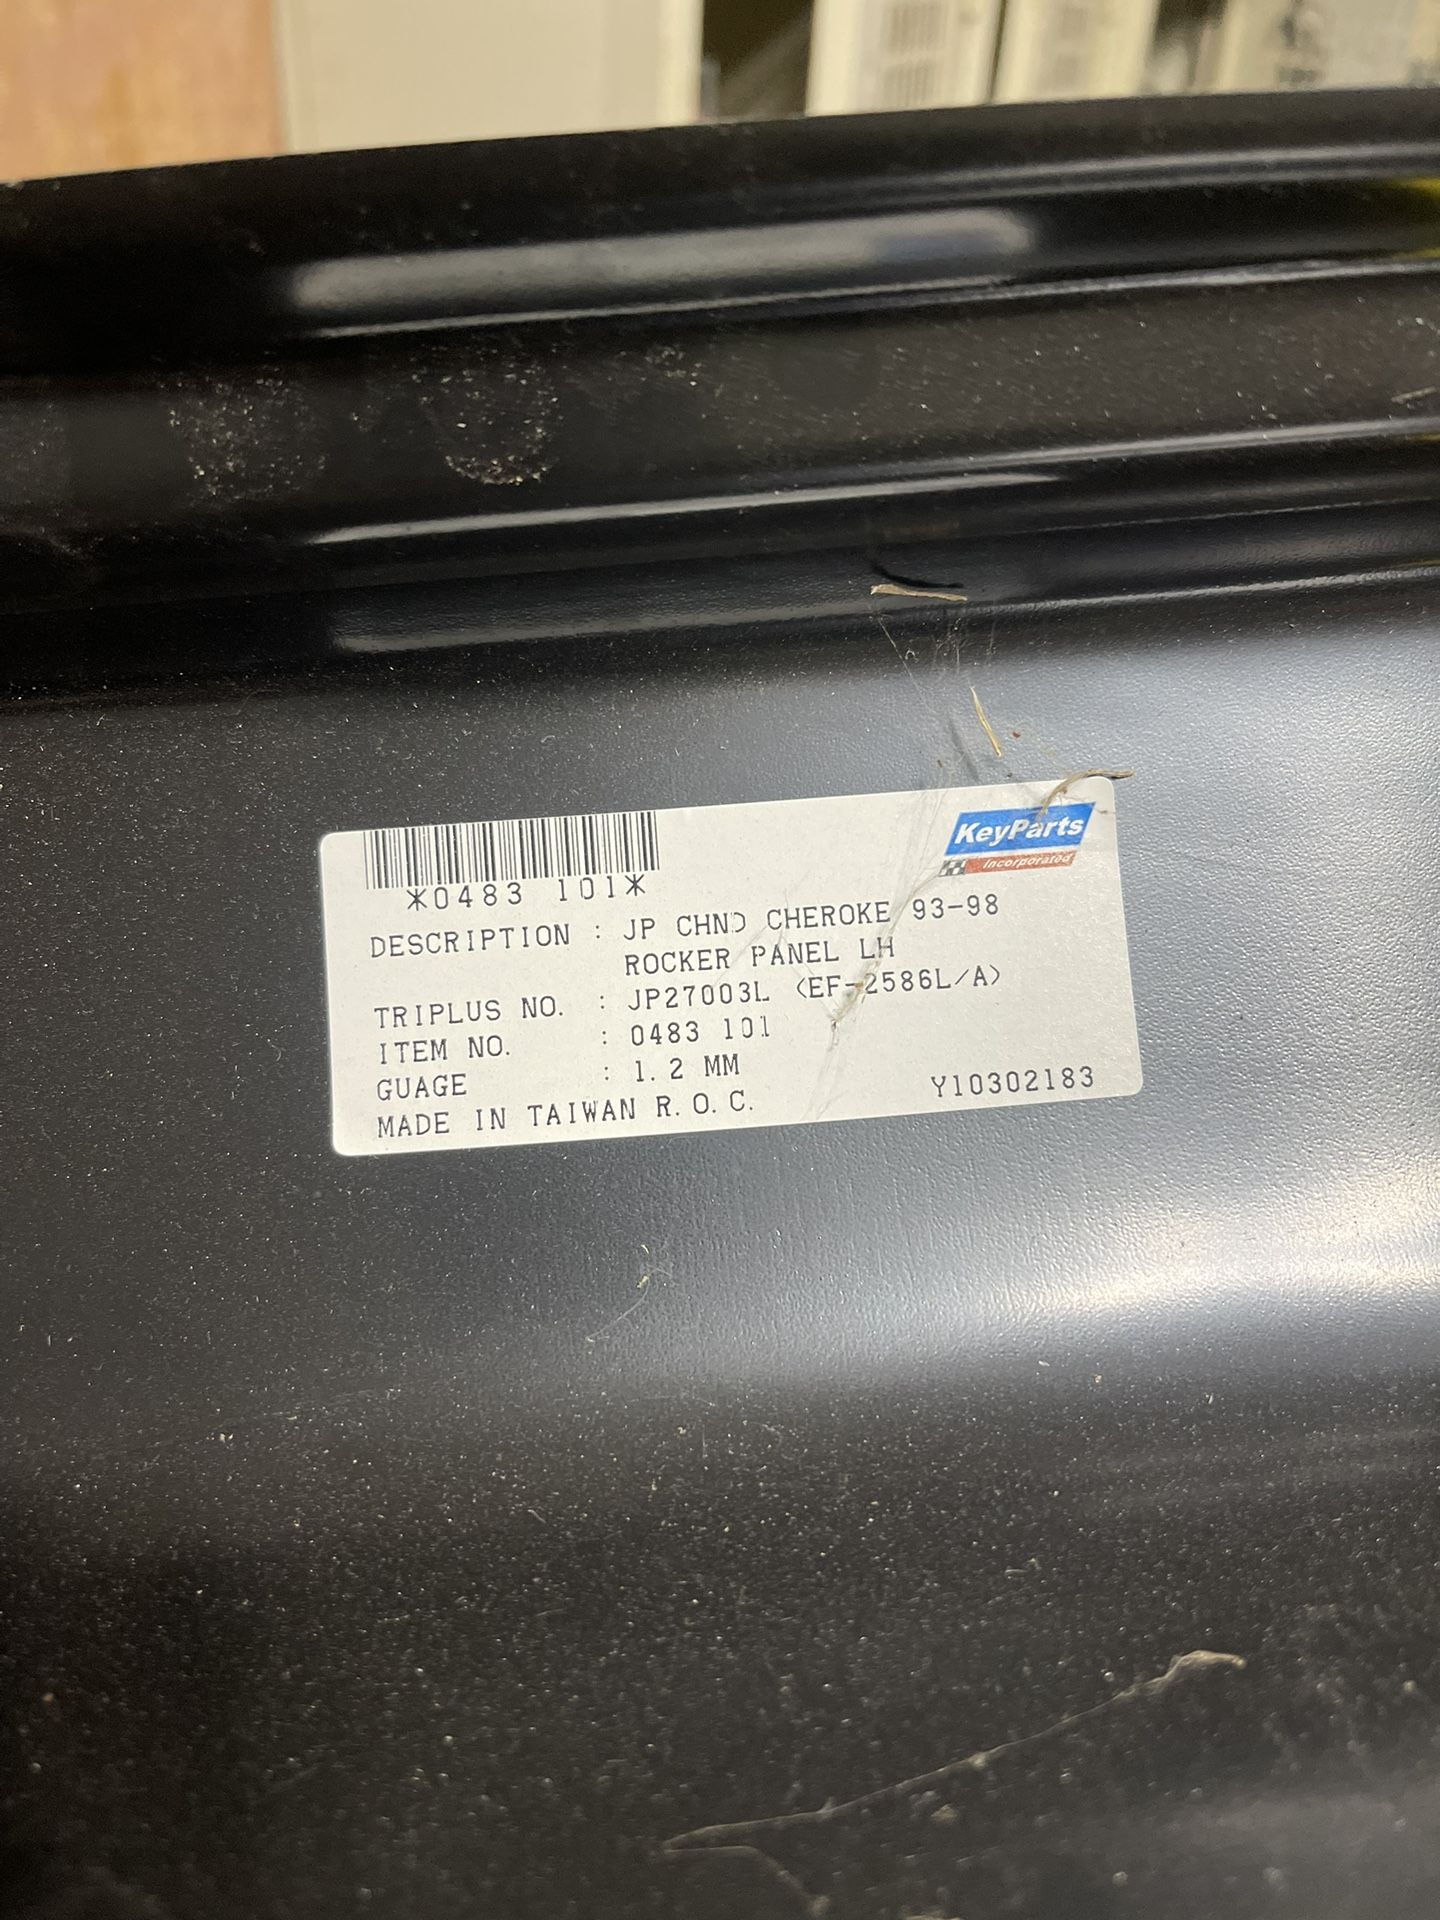 *0483 101*
KeyParts
Incorporated
DESCRIPTION : JP CHND CHEROKE 93-98
ROCKER PANEL LH
TRIPLUS NO. : JP27003L (EF-2586L/A)
ITEM NO. : 0483 101
GUAGE : 1.2 MM
MADE IN TAIWAN R.O.C. Y10302183